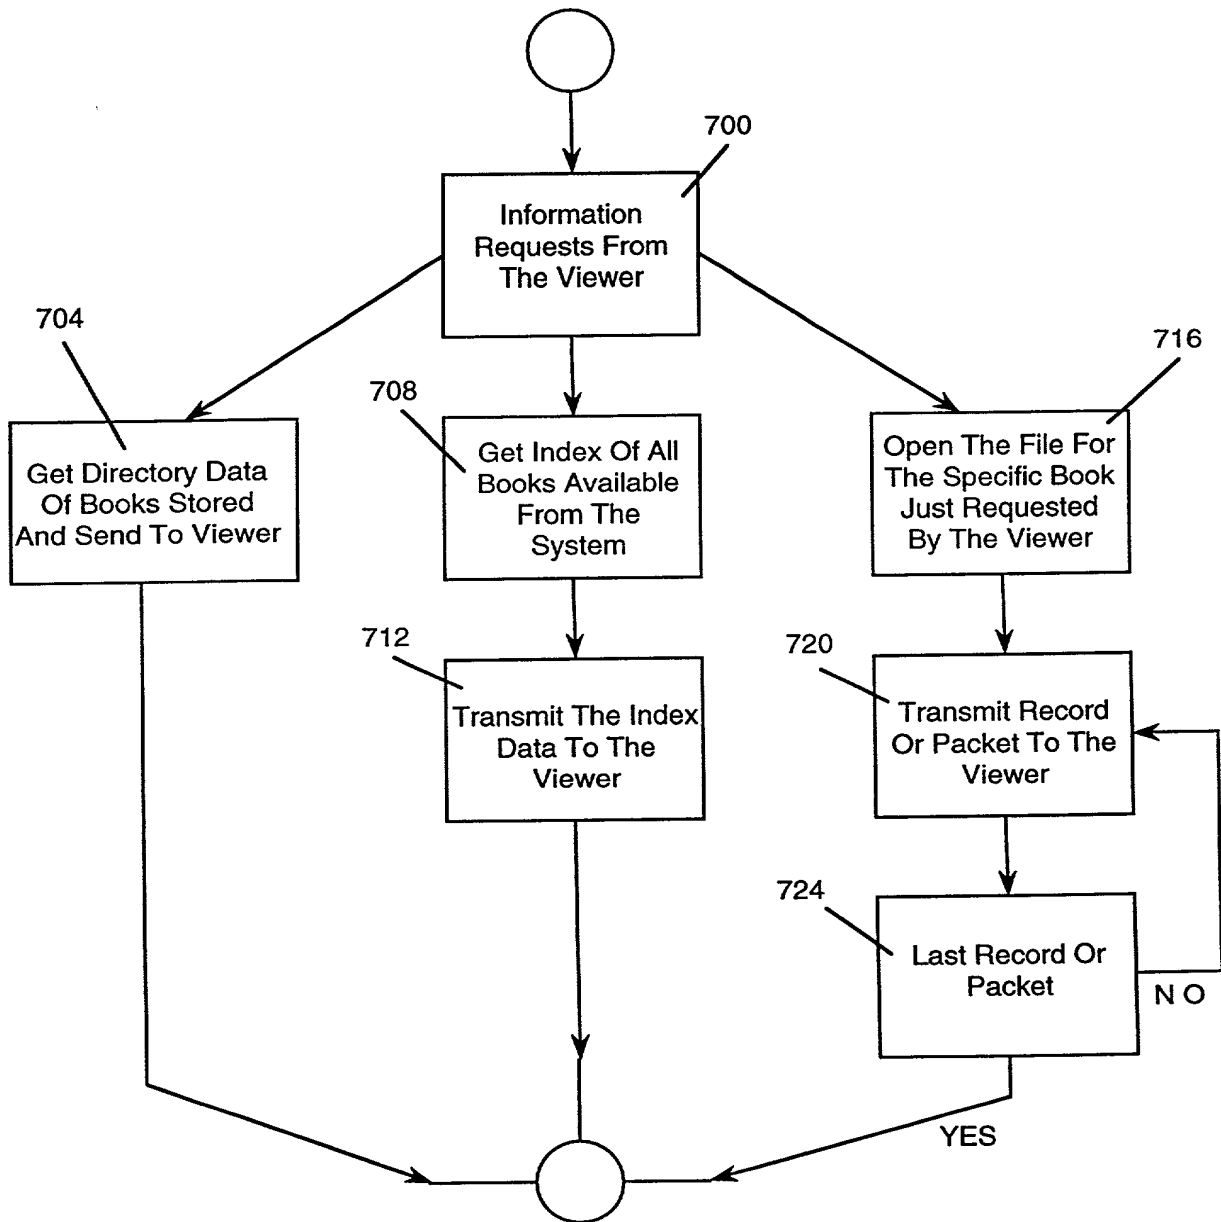 700
Information
Requests From
The Viewer
704
Get Directory Data
Of Books Stored
And Send To Viewer
708
Get Index Of All
Books Available
From The
System
716
Open The File For
The Specific Book
Just Requested
By The Viewer
712
Transmit The Index
Data To The
Viewer
720
Transmit Record
Or Packet To The
Viewer
724
Last Record Or
Packet
NO
YES